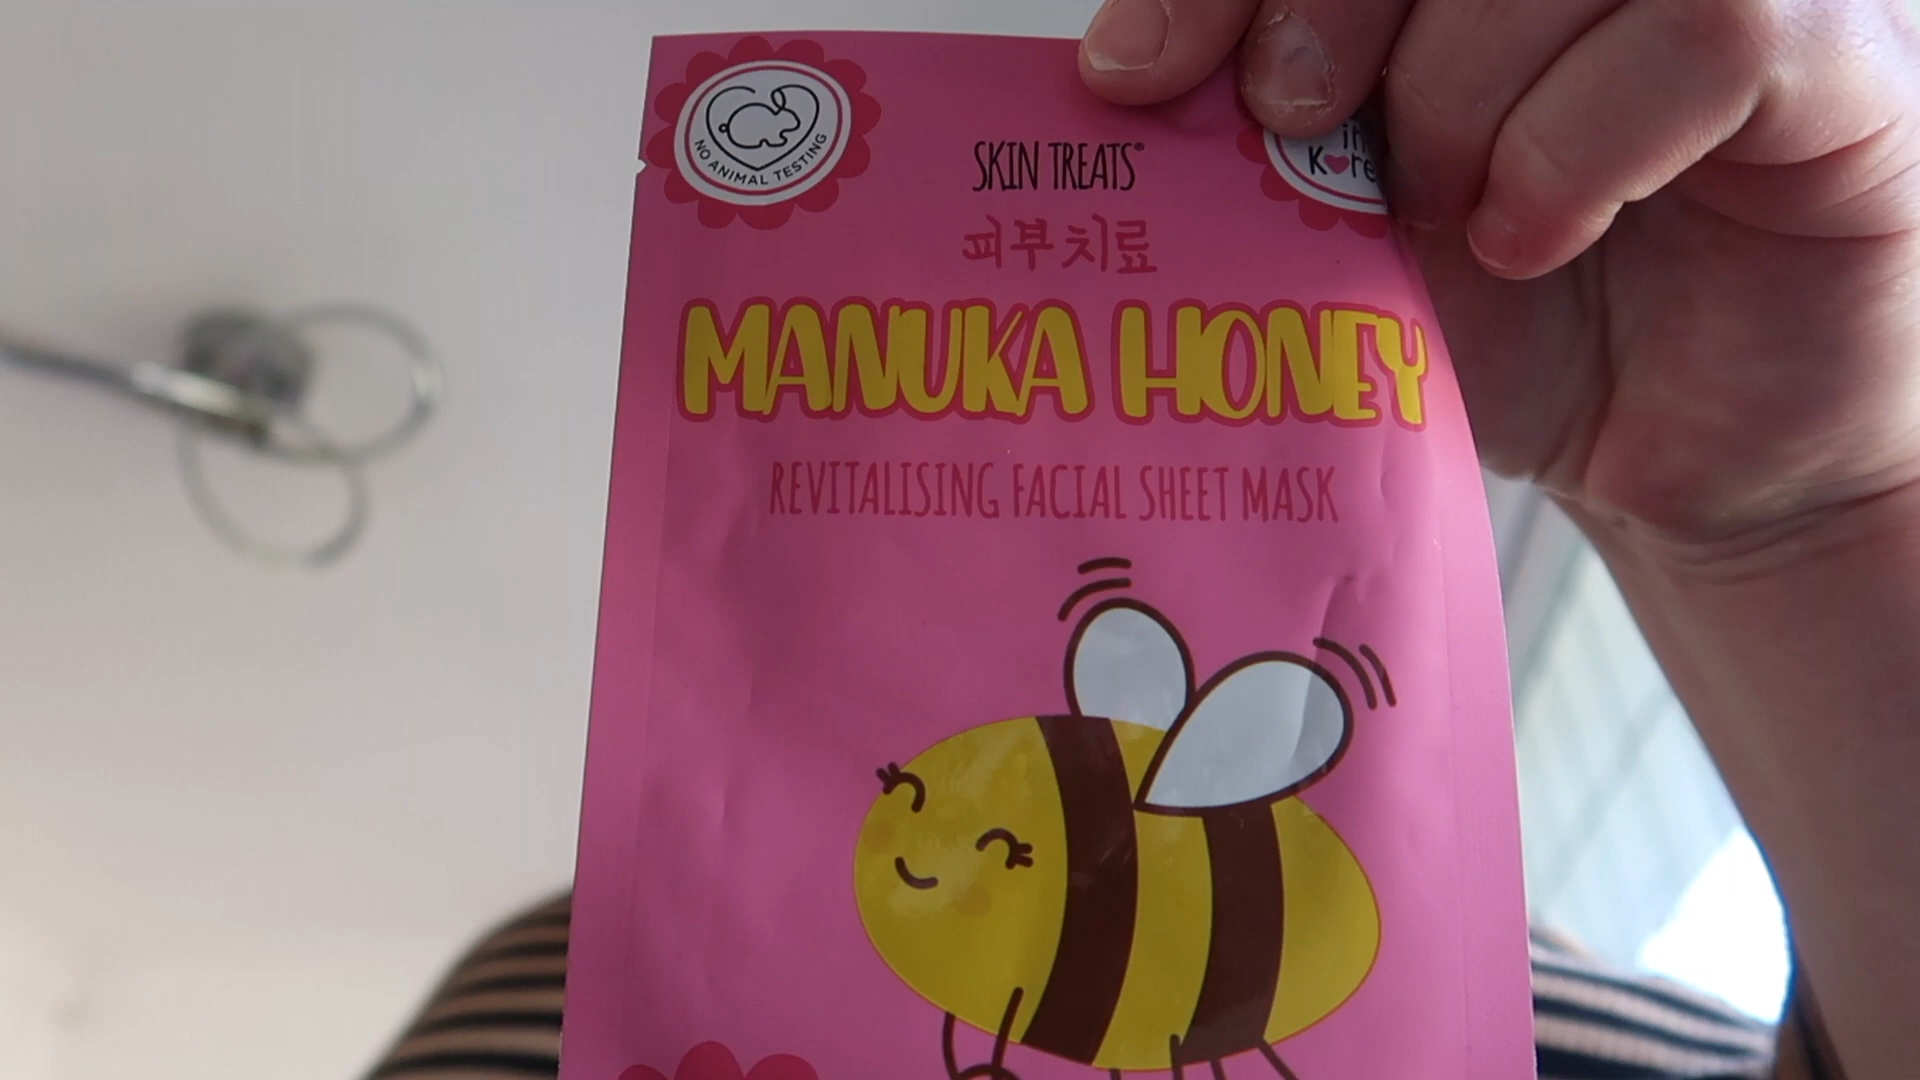 NO ANIMAL TESTING
SKIN TREATS®
피부치료
MANUKA HONEY
REVITALISING FACIAL SHEET MASK